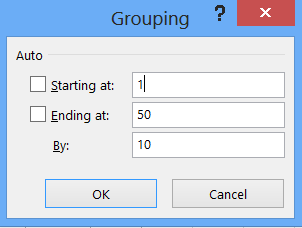 Grouping ? ×
Auto
Starting at: 1
Ending at: 50
By: 10
OK Cancel